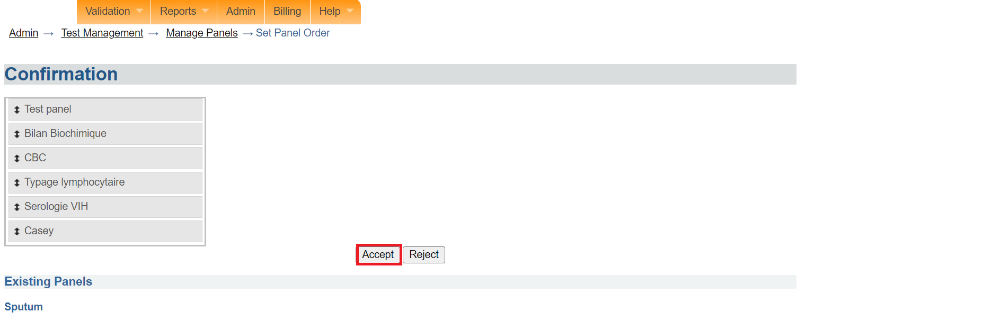 Validation Reports Admin Billing Help
Admin → Test Management → Manage Panels → Set Panel Order
Confirmation
Test panel
Bilan Biochimique
CBC
Typage lymphocytaire
Serologie VIH
Casey
Accept Reject
Existing Panels
Sputum